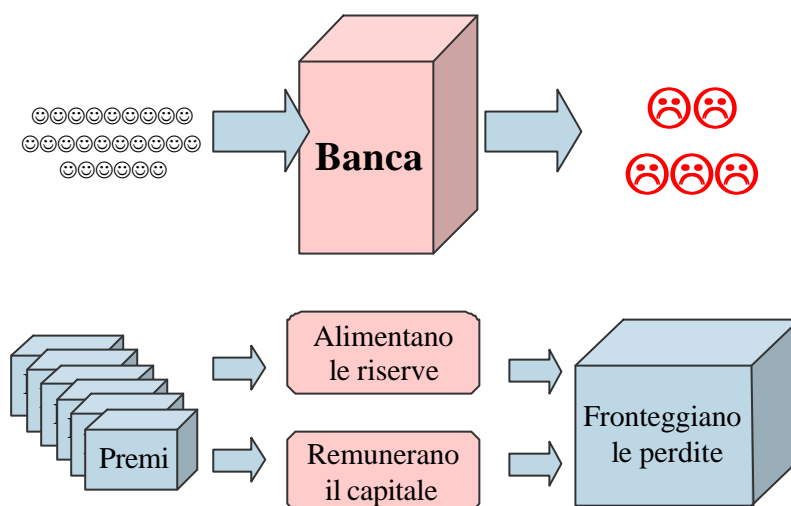 Banca
Alimentano
le riserve
Premi
Remunerano
il capitale
Fronteggiano
le perdite